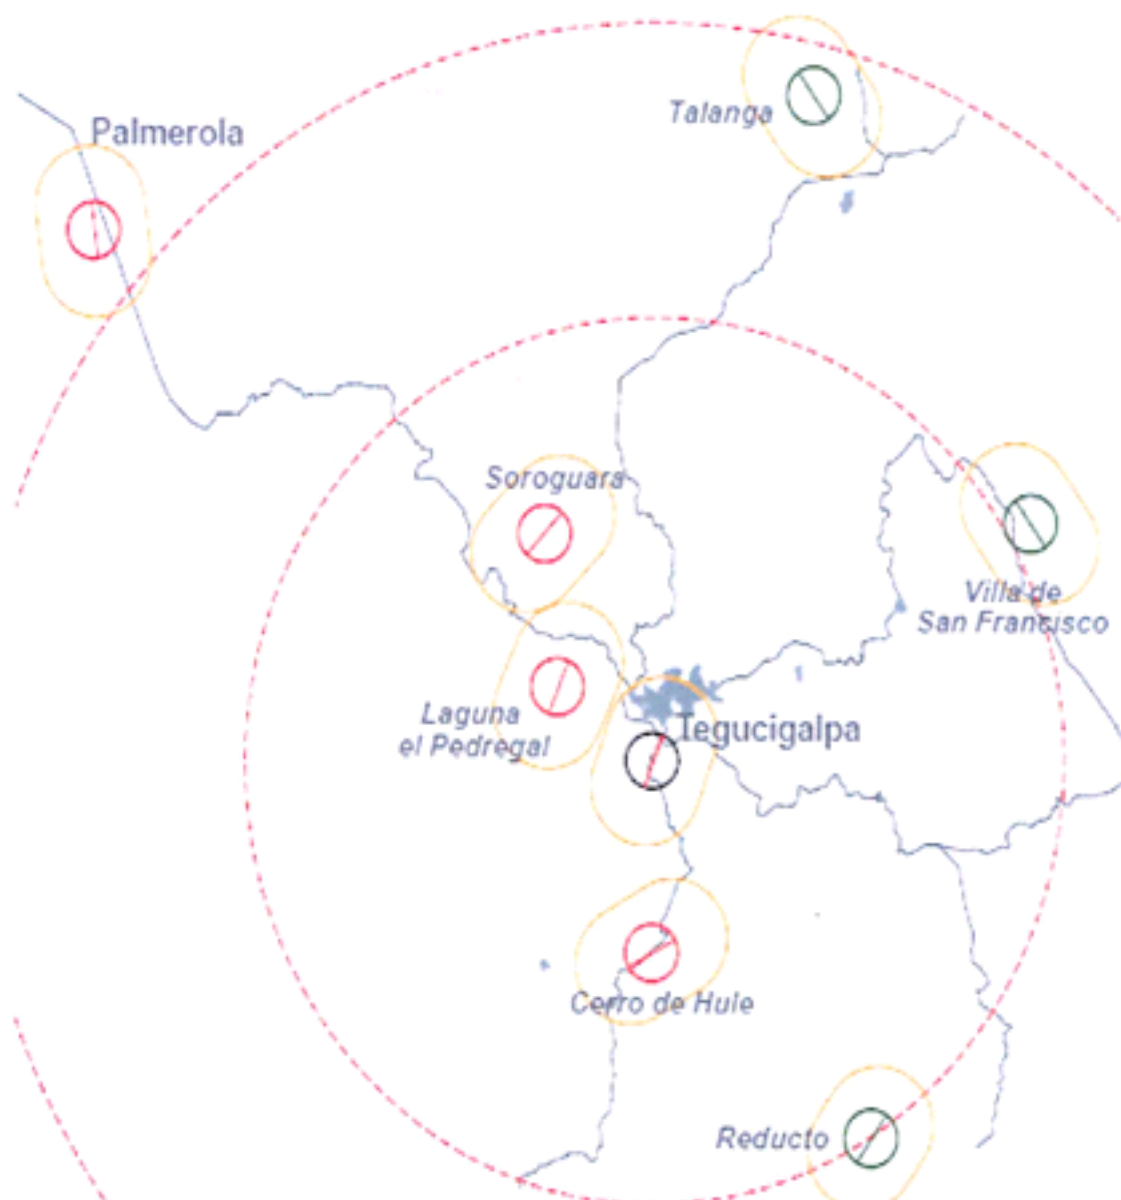 Talanga
Palmerola
Soroguara
Villa de
San Francisco
Laguna
el Pedregal
Tegucigalpa
Cerro de Hule
Reducto